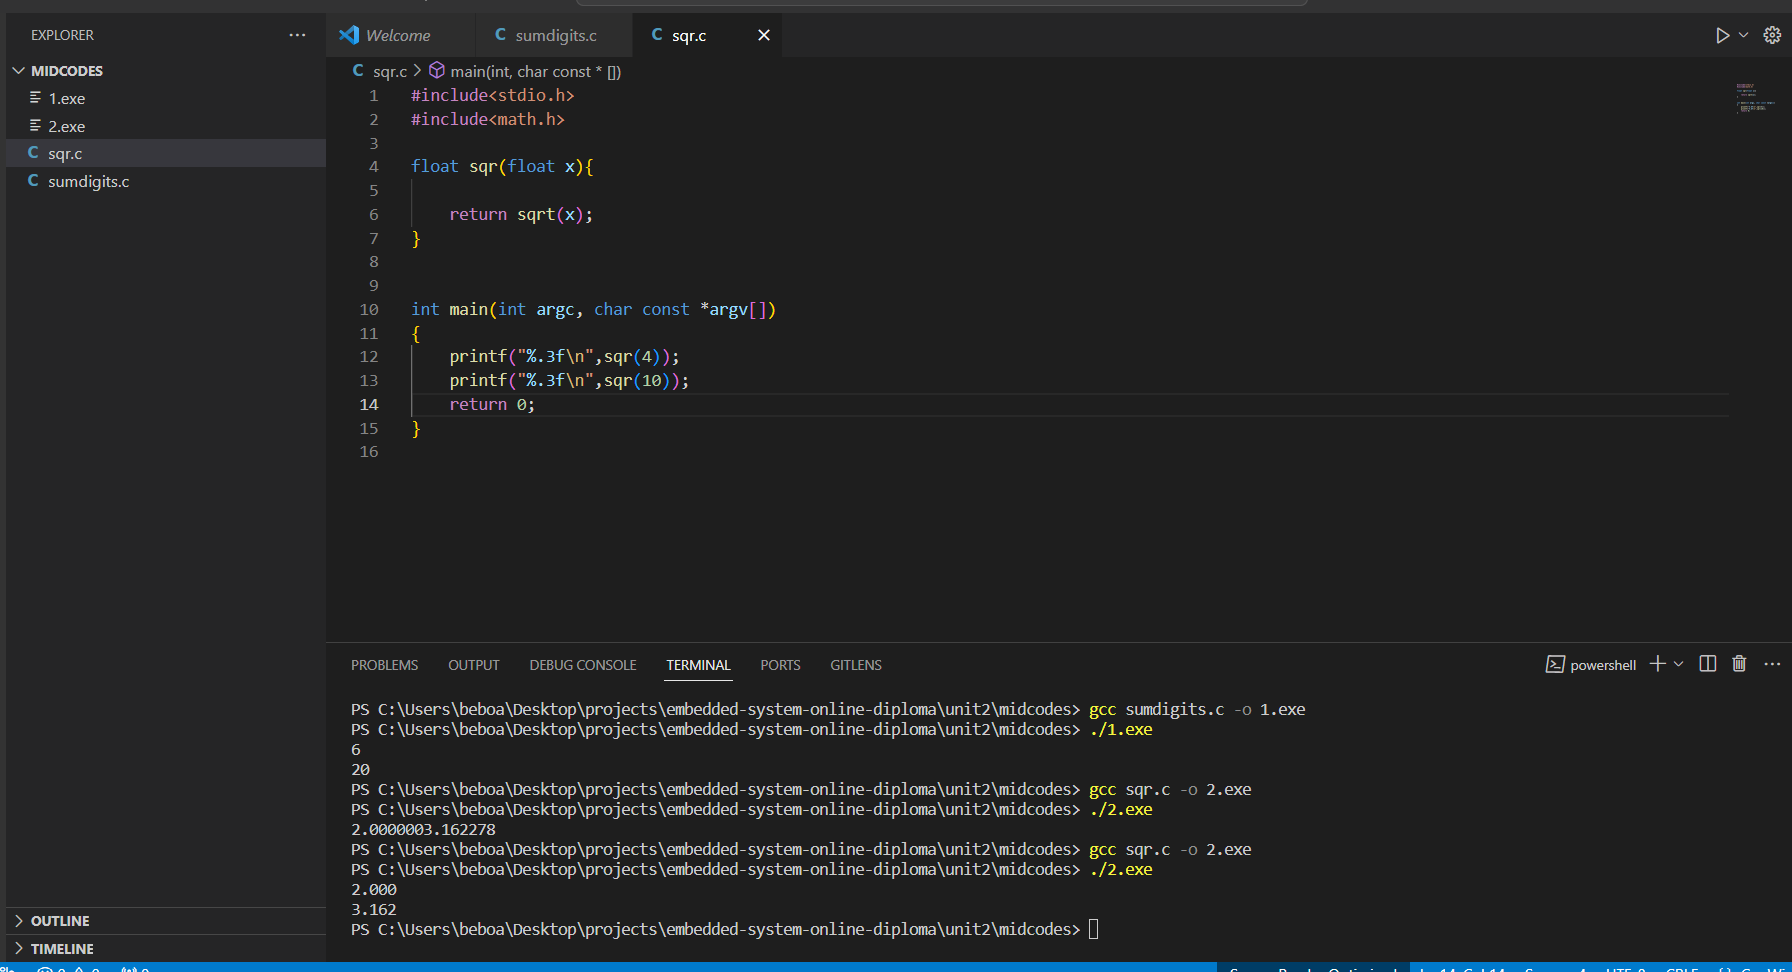 EXPLORER ...
MIDCODES
1.exe
2.exe
C sqr.c
C sumdigits.c
OUTLINE
TIMELINE
Welcome C sumdigits.c C sqr.c
C sqr.c > main(int, char const * [])
1 #include<stdio.h>
2 #include<math.h>
3
4 float sqr(float x){
5
6 return sqrt(x);
7 }
8
9
10 int main(int argc, char const *argv[])
11 {
12 printf("%.3f\n",sqr(4));
13 printf("%.3f\n",sqr(10));
14 return 0;
15 }
16
PROBLEMS OUTPUT DEBUG CONSOLE TERMINAL PORTS GITLENS powershell
PS C:\Users\beboa\Desktop\projects\embedded-system-online-diploma\unit2\midcodes> gcc sumdigits.c -o 1.exe
PS C:\Users\beboa\Desktop\projects\embedded-system-online-diploma\unit2\midcodes> ./1.exe
6
20
PS C:\Users\beboa\Desktop\projects\embedded-system-online-diploma\unit2\midcodes> gcc sqr.c -o 2.exe
PS C:\Users\beboa\Desktop\projects\embedded-system-online-diploma\unit2\midcodes> ./2.exe
2.0000003.162278
PS C:\Users\beboa\Desktop\projects\embedded-system-online-diploma\unit2\midcodes> gcc sqr.c -o 2.exe
PS C:\Users\beboa\Desktop\projects\embedded-system-online-diploma\unit2\midcodes> ./2.exe
2.000
3.162
PS C:\Users\beboa\Desktop\projects\embedded-system-online-diploma\unit2\midcodes>